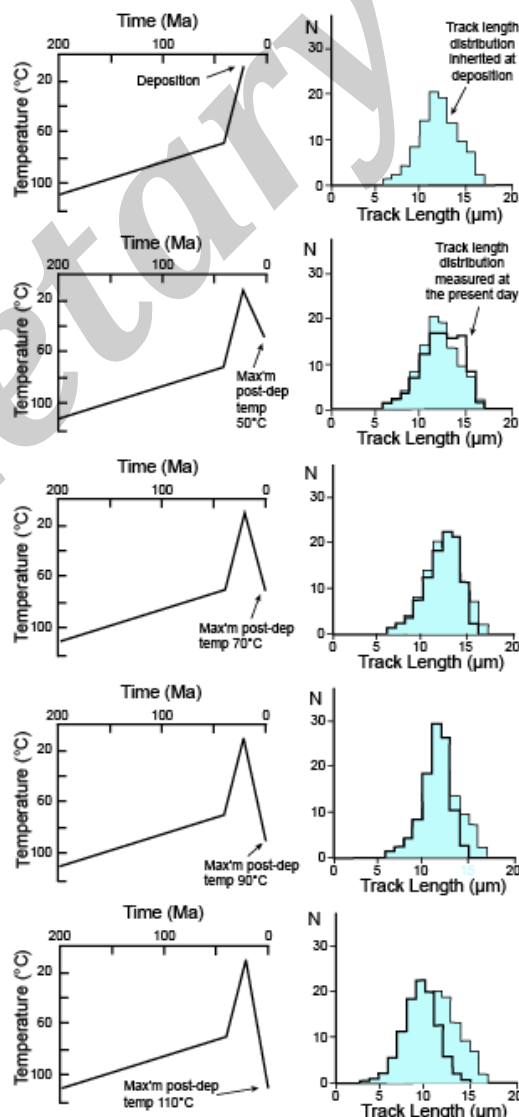 Time (Ma)
200 100 0
Temperature (°C)
20
60
100
Deposition
N
30
20
10
0
0 5 10 15 20
Track Length (μm)
Track length
distribution
inherited at
deposition
Time (Ma)
200 100 0
Temperature (°C)
20
60
100
Max'm
post-dep
temp
50°C
N
30
20
10
0
0 5 10 15 20
Track Length (μm)
Track length
distribution
measured at
the present day
Time (Ma)
200 100 0
Temperature (°C)
20
60
100
Max'm post-dep
temp 70°C
N
30
20
10
0
0 5 10 15 20
Track Length (μm)
Time (Ma)
200 100 0
Temperature (°C)
20
60
100
Max'm post-dep
temp 90°C
N
30
20
10
0
0 5 10 15 20
Track Length (μm)
Time (Ma)
200 100 0
Temperature (°C)
20
60
100
Max'm post-dep
temp 110°C
N
30
20
10
0
0 5 10 15 20
Track Length (μm)
etary